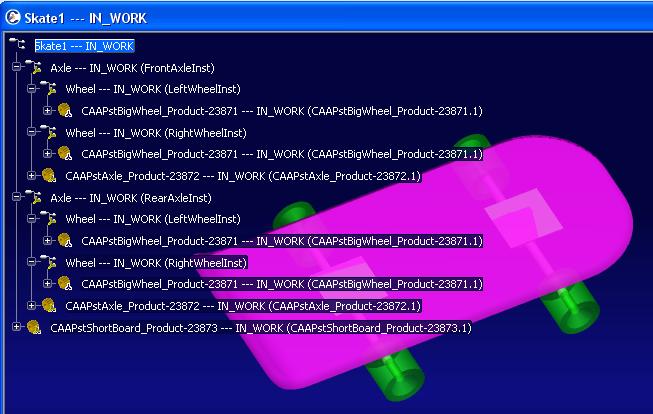 Skate1 --- IN_WORK
Skate1 --- IN_WORK
Axle --- IN_WORK (FrontAxleInst)
Wheel --- IN_WORK (LeftWheelInst)
CAAPstBigWheel_Product-23871 --- IN_WORK (CAAPstBigWheel_Product-23871.1)
Wheel --- IN_WORK (RightWheelInst)
CAAPstBigWheel_Product-23871 --- IN_WORK (CAAPstBigWheel_Product-23871.1)
CAAPstAxle_Product-23872 --- IN_WORK (CAAPstAxle_Product-23872.1)
Axle --- IN_WORK (RearAxleInst)
Wheel --- IN_WORK (LeftWheelInst)
CAAPstBigWheel_Product-23871 --- IN_WORK (CAAPstBigWheel_Product-23871.1)
Wheel --- IN_WORK (RightWheelInst)
CAAPstBigWheel_Product-23871 --- IN_WORK (CAAPstBigWheel_Product-23871.1)
CAAPstAxle_Product-23872 --- IN_WORK (CAAPstAxle_Product-23872.1)
CAAPstShortBoard_Product-23873 --- IN_WORK (CAAPstShortBoard_Product-23873.1)